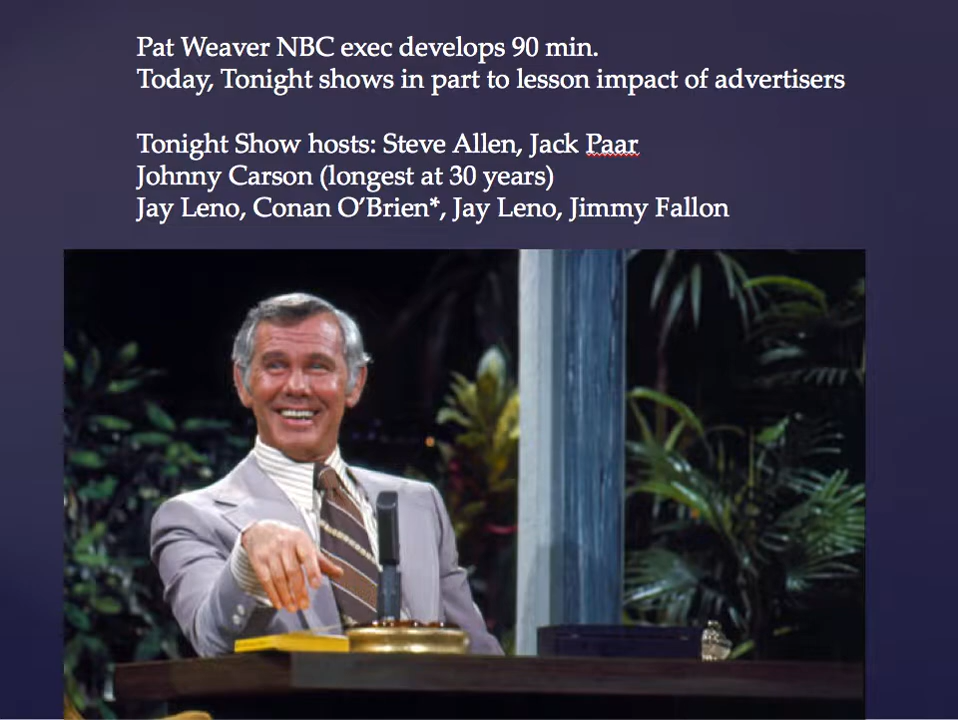 Pat Weaver NBC exec develops 90 min.
Today, Tonight shows in part to lesson impact of advertisers
Tonight Show hosts: Steve Allen, Jack Paar
Johnny Carson (longest at 30 years)
Jay Leno, Conan O’Brien*, Jay Leno, Jimmy Fallon